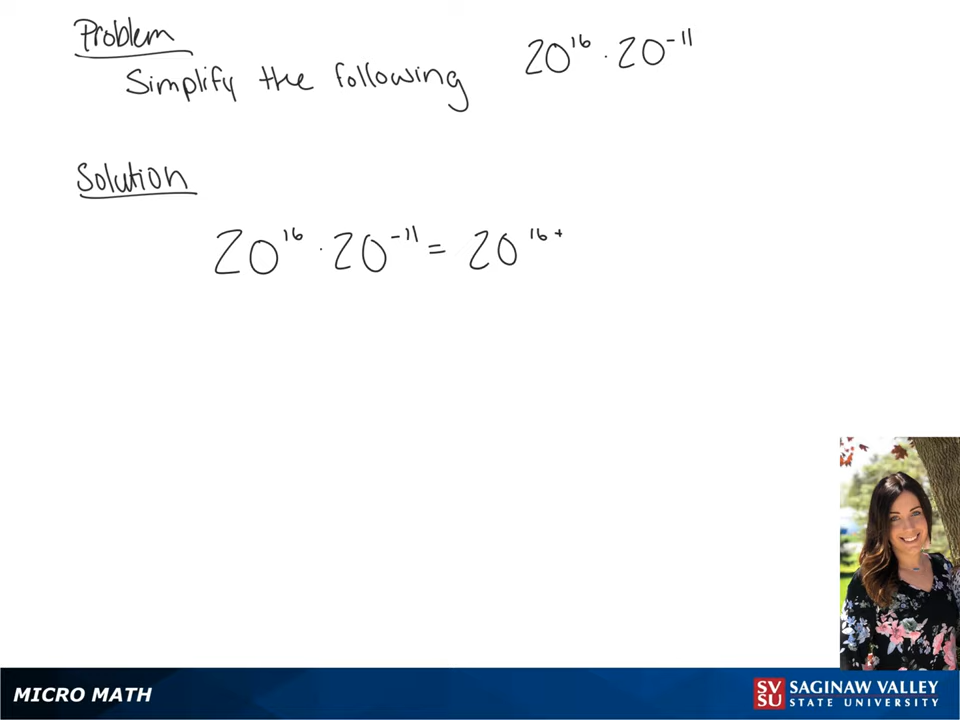 Problem
Simplify the following 20^16 · 20^-11
Solution
20^16 · 20^-11 = 20^16+
MICRO MATH
SVSU SAGINAW VALLEY
STATE UNIVERSITY